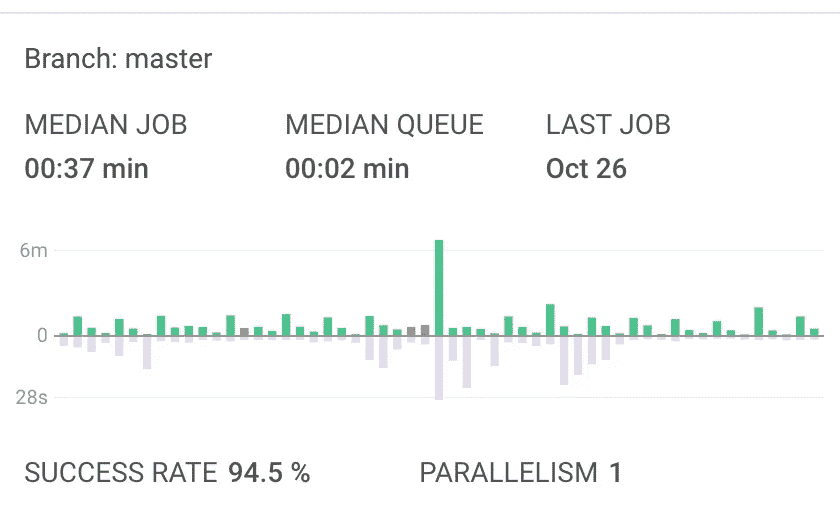 Branch: master
MEDIAN JOB MEDIAN QUEUE LAST JOB
00:37 min 00:02 min Oct 26
6m
0
28s
SUCCESS RATE 94.5 % PARALLELISM 1